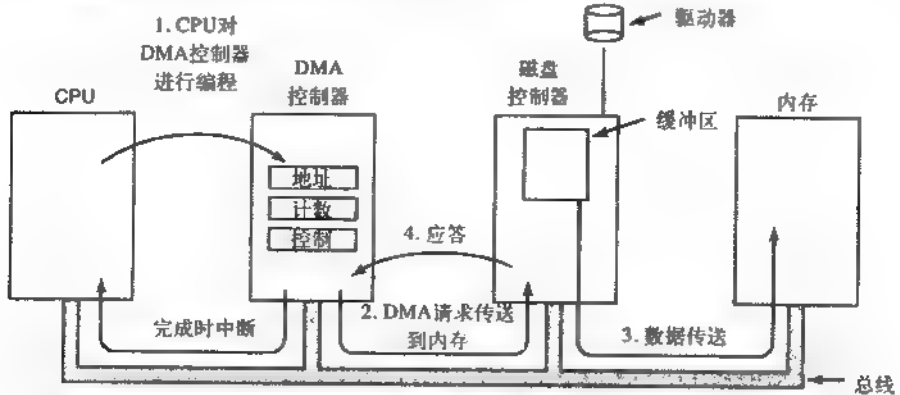 1. CPU对
DMA控制器
进行编程
CPU
DMA
控制器
地址
计数
控制
磁盘
控制器
驱动器
缓冲区
内存
4. 应答
完成时中断
2. DMA请求传送
到内存
3. 数据传送
总线